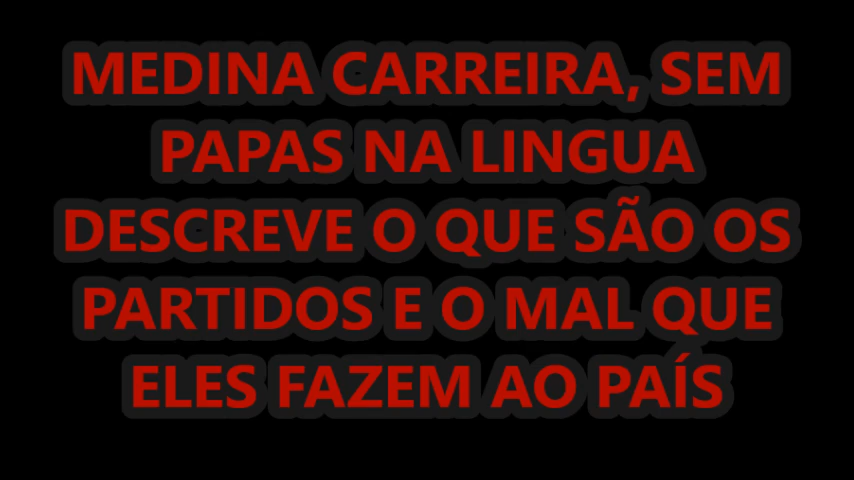 MEDINA CARREIRA, SEM
PAPAS NA LINGUA
DESCREVE O QUE SÃO OS
PARTIDOS E O MAL QUE
ELES FAZEM AO PAÍS